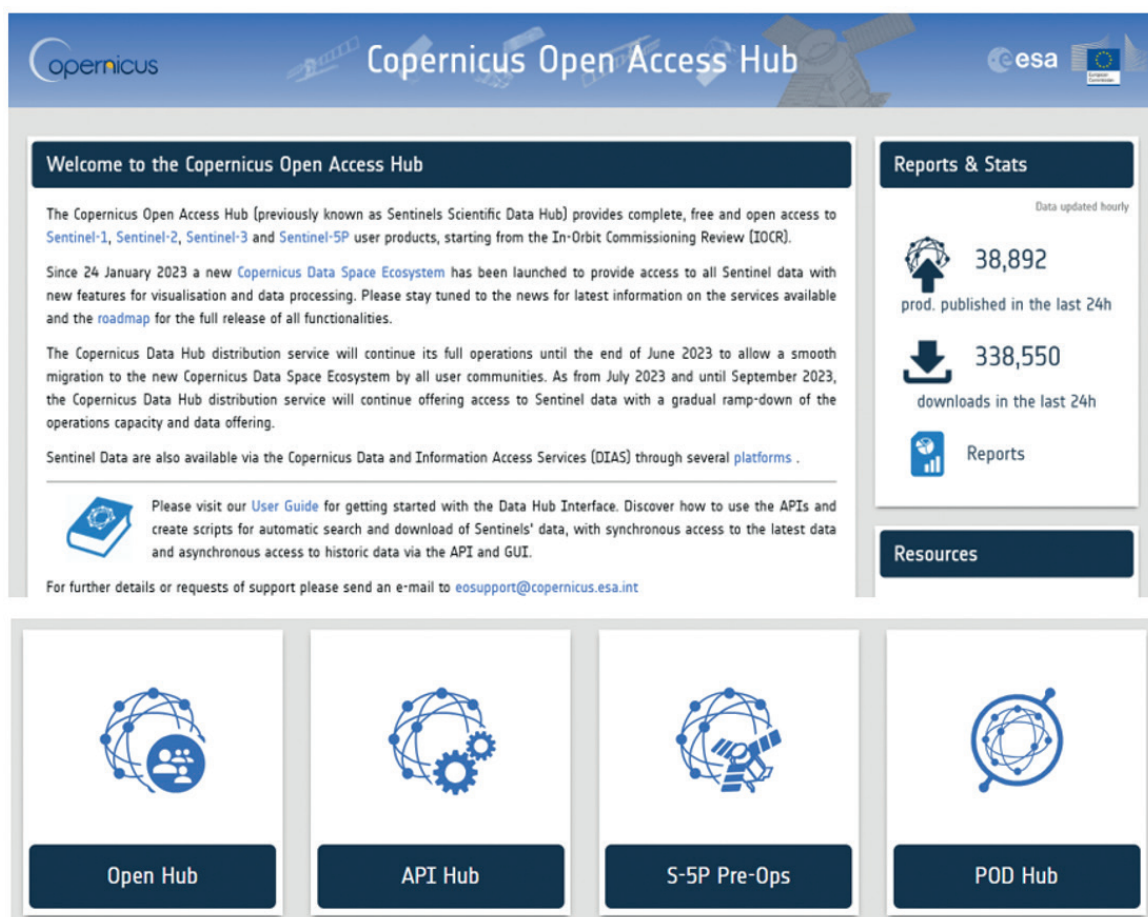 opernicus
Copernicus Open Access Hub
esa
European
Commission
Welcome to the Copernicus Open Access Hub
The Copernicus Open Access Hub (previously known as Sentinels Scientific Data Hub) provides complete, free and open access to
Sentinel-1, Sentinel-2, Sentinel-3 and Sentinel-5P user products, starting from the In-Orbit Commissioning Review (IOCR).
Since 24 January 2023 a new Copernicus Data Space Ecosystem has been launched to provide access to all Sentinel data with
new features for visualisation and data processing. Please stay tuned to the news for latest information on the services available
and the roadmap for the full release of all functionalities.
The Copernicus Data Hub distribution service will continue its full operations until the end of June 2023 to allow a smooth
migration to the new Copernicus Data Space Ecosystem by all user communities. As from July 2023 and until September 2023,
the Copernicus Data Hub distribution service will continue offering access to Sentinel data with a gradual ramp-down of the
operations capacity and data offering.
Sentinel Data are also available via the Copernicus Data and Information Access Services (DIAS) through several platforms .
Please visit our User Guide for getting started with the Data Hub Interface. Discover how to use the APIs and
create scripts for automatic search and download of Sentinels' data, with synchronous access to the latest data
and asynchronous access to historic data via the API and GUI.
For further details or requests of support please send an e-mail to eosupport@copernicus.esa.int
Reports & Stats
Data updated hourly
38,892
prod. published in the last 24h
338,550
downloads in the last 24h
Reports
Resources
Open Hub
API Hub
S-5P Pre-Ops
POD Hub